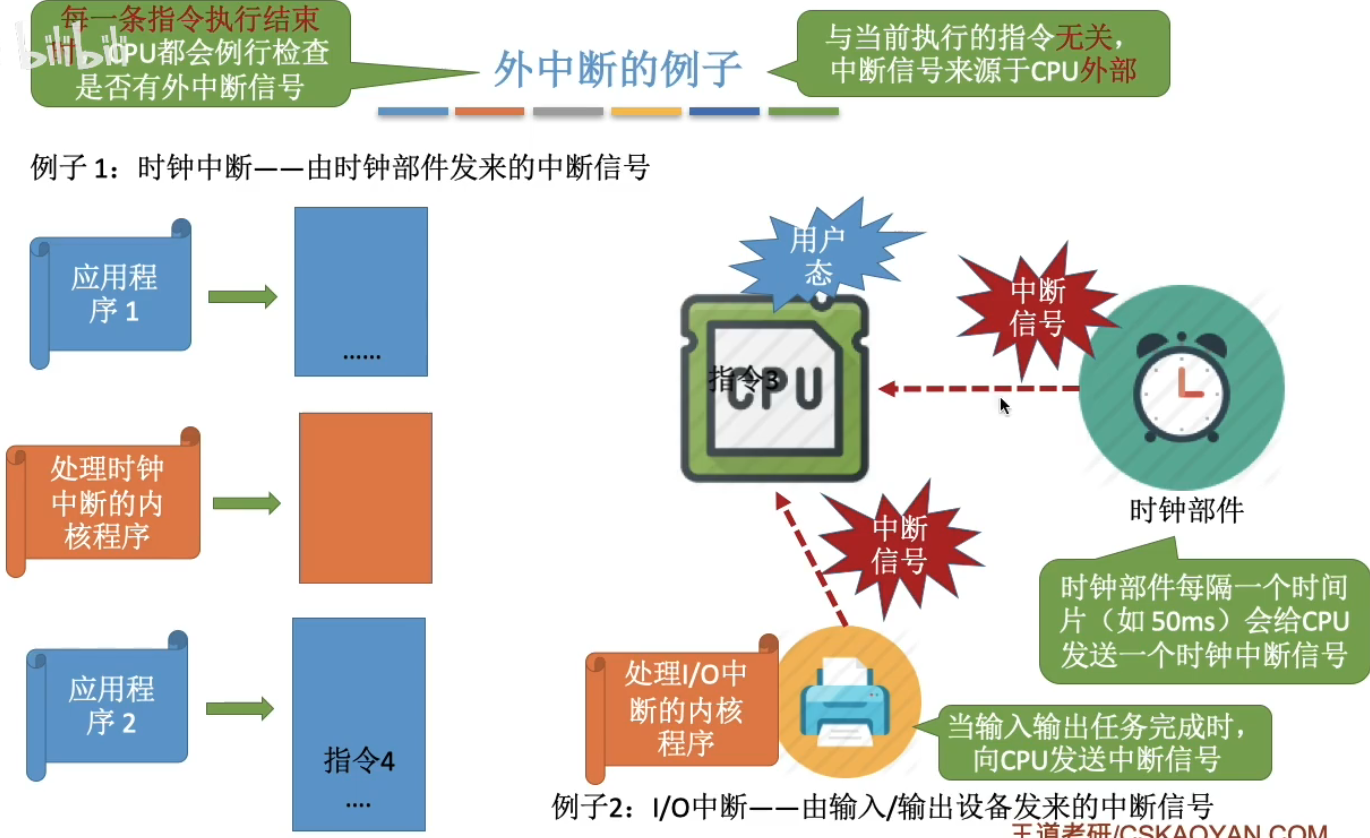 每一条指令执行结束
时，CPU都会例行检查
是否有外中断信号
bilibili
外中断的例子
与当前执行的指令无关，
中断信号来源于CPU外部
例子 1：时钟中断——由时钟部件发来的中断信号
应用程
序 1
......
处理时钟
中断的内
核程序
应用程
序 2
指令4
....
用户
态
指令3
CPU
中断
信号
时钟部件
中断
信号
时钟部件每隔一个时间
片（如 50ms）会给CPU
发送一个时钟中断信号
处理I/O中
断的内核
程序
当输入输出任务完成时，
向CPU发送中断信号
例子2：I/O中断——由输入/输出设备发来的中断信号
王道考研/CSKAOYAN.COM